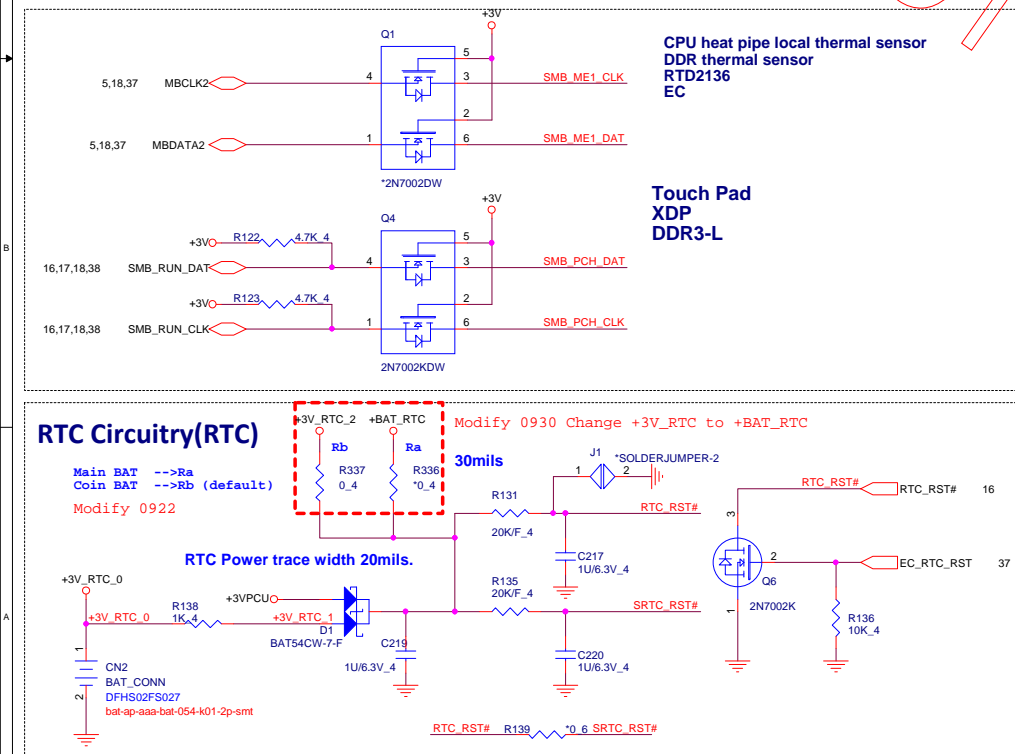 +3V
Q1
CPU heat pipe local thermal sensor
DDR thermal sensor
RTD2136
EC
5
5,18,37 MBCLK2 4 3 SMB_ME1_CLK
2
5,18,37 MBDATA2 1 6 SMB_ME1_DAT
*2N7002DW
+3V
Touch Pad
XDP
DDR3-L
Q4
B
+3V R122 4.7K_4 5
16,17,18,38 SMB_RUN_DAT 4 3 SMB_PCH_DAT
+3V R123 4.7K_4 2
16,17,18,38 SMB_RUN_CLK 1 6 SMB_PCH_CLK
2N7002KDW
RTC Circuitry(RTC)
+3V_RTC_2 +BAT_RTC
Modify 0930 Change +3V_RTC to +BAT_RTC
Rb Ra
R337 R336
0_4 *0_4
30mils
Main BAT -->Ra
Coin BAT -->Rb (default)
Modify 0922
J1 *SOLDERJUMPER-2
1 2
R131
20K/F_4
RTC_RST#
C217
1U/6.3V_4
RTC_RST# RTC_RST# 16
3
2 EC_RTC_RST 37
Q6
2N7002K
1
R136
10K_4
RTC Power trace width 20mils.
+3V_RTC_0
+3VPCU
R135
20K/F_4
SRTC_RST#
A
+3V_RTC_0 R138 1K_4 +3V_RTC_1
D1
BAT54CW-7-F
C219
1U/6.3V_4
C220
1U/6.3V_4
1
CN2
BAT_CONN
2
DFHS02FS027
bat-ap-aaa-bat-054-k01-2p-smt
RTC_RST# R139 *0_6 SRTC_RST#